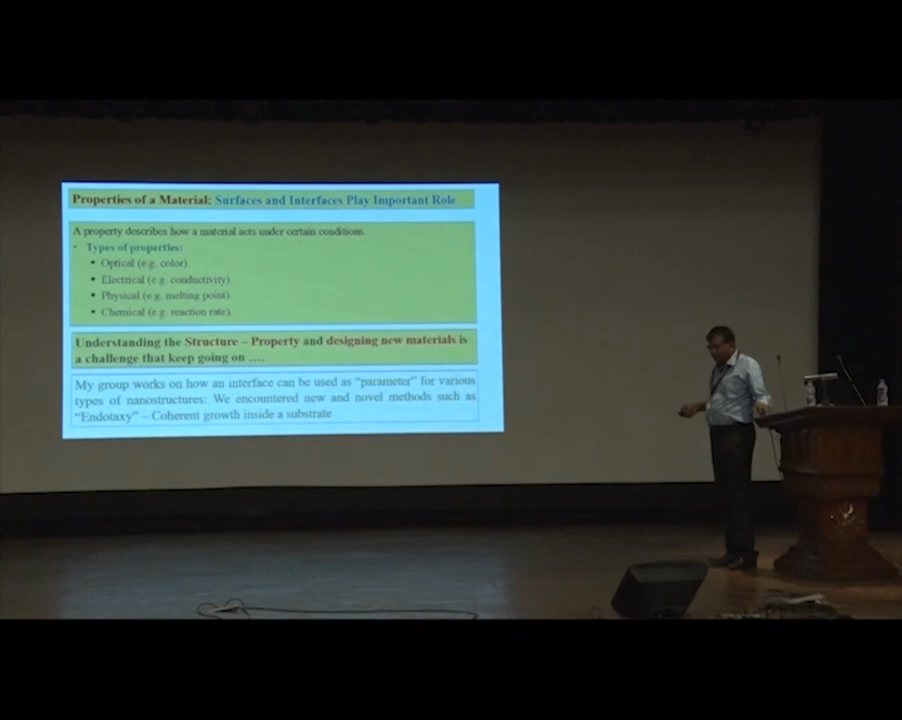 Properties of a Material: Surfaces and Interfaces Play Important Role
A property describes how a material acts under certain conditions
• Types of properties:
▪ Optical (e.g. color).
▪ Electrical (e.g. conductivity).
▪ Physical (e.g. melting point)
▪ Chemical (e.g. reaction rate).
Understanding the Structure – Property and designing new materials is
a challenge that keep going on ....
My group works on how an interface can be used as “parameter” for various
types of nanostructures: We encountered new and novel methods such as
“Endotaxy” – Coherent growth inside a substrate